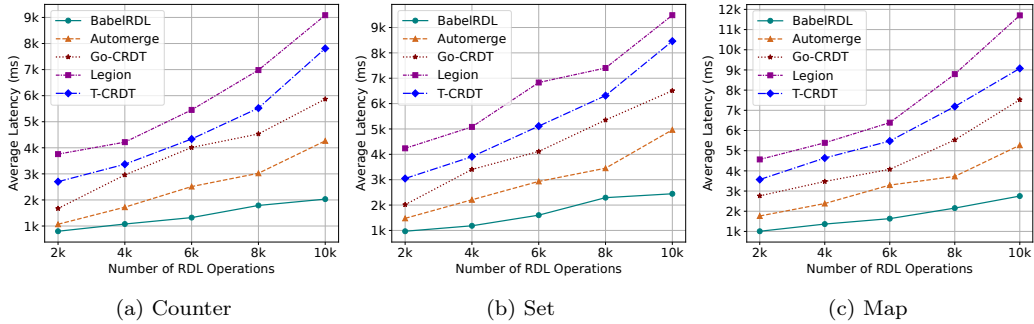 9k
8k
7k
6k
5k
4k
3k
2k
1k
Average Latency (ms)
BabelRDL
Automerge
Go-CRDT
Legion
T-CRDT
2k 4k 6k 8k 10k
Number of RDL Operations
(a) Counter
9k
8k
7k
6k
5k
4k
3k
2k
1k
Average Latency (ms)
BabelRDL
Automerge
Go-CRDT
Legion
T-CRDT
2k 4k 6k 8k 10k
Number of RDL Operations
(b) Set
12k
11k
10k
9k
8k
7k
6k
5k
4k
3k
2k
1k
Average Latency (ms)
BabelRDL
Automerge
Go-CRDT
Legion
T-CRDT
2k 4k 6k 8k 10k
Number of RDL Operations
(c) Map